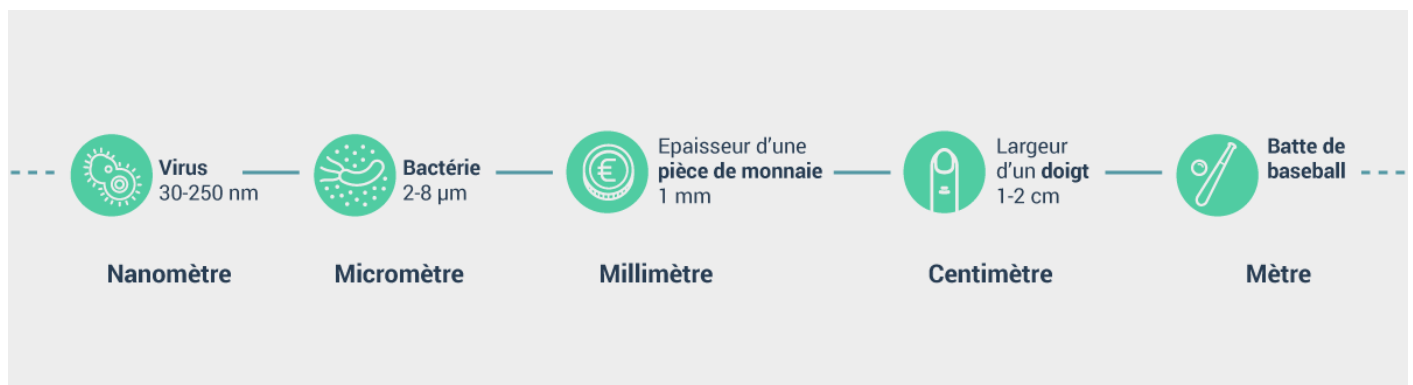 Virus
30-250 nm
Bactérie
2-8 µm
Epaisseur d'une
pièce de monnaie
1 mm
€
Largeur
d'un doigt
1-2 cm
Batte de
baseball
Nanomètre
Micromètre
Millimètre
Centimètre
Mètre